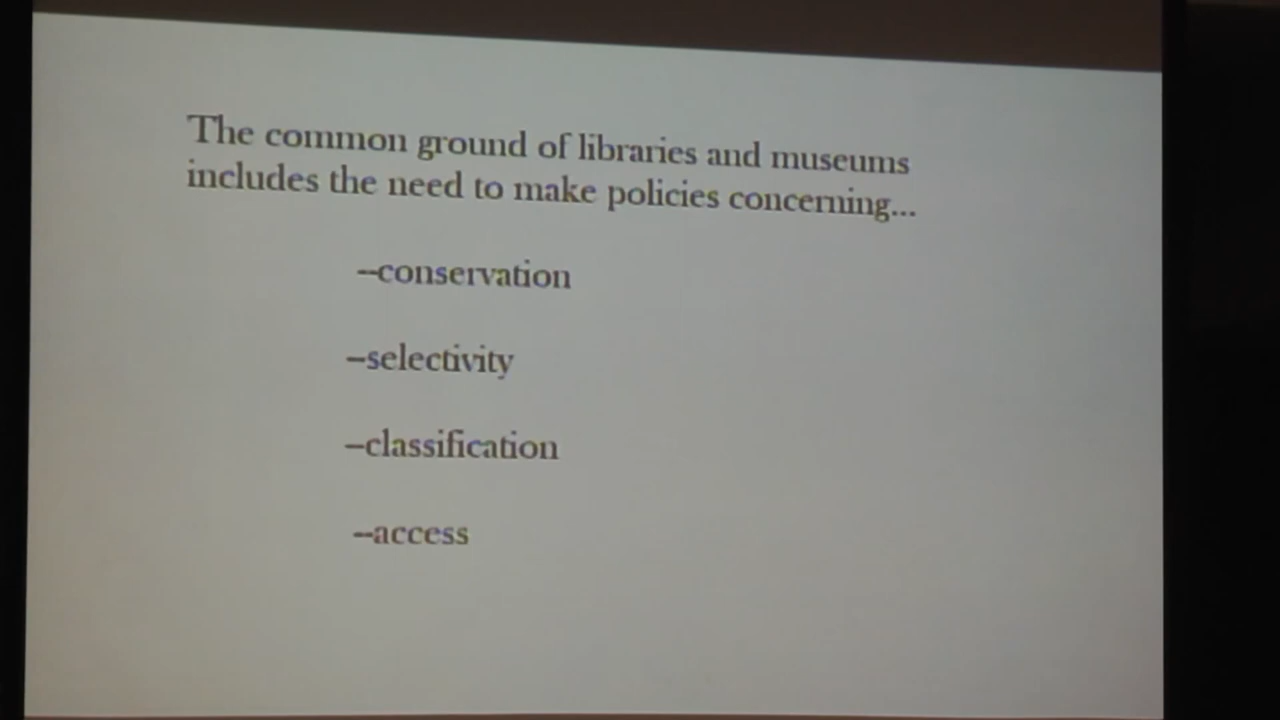 The common ground of libraries and museums
includes the need to make policies concerning...
--conservation
--selectivity
--classification
--access